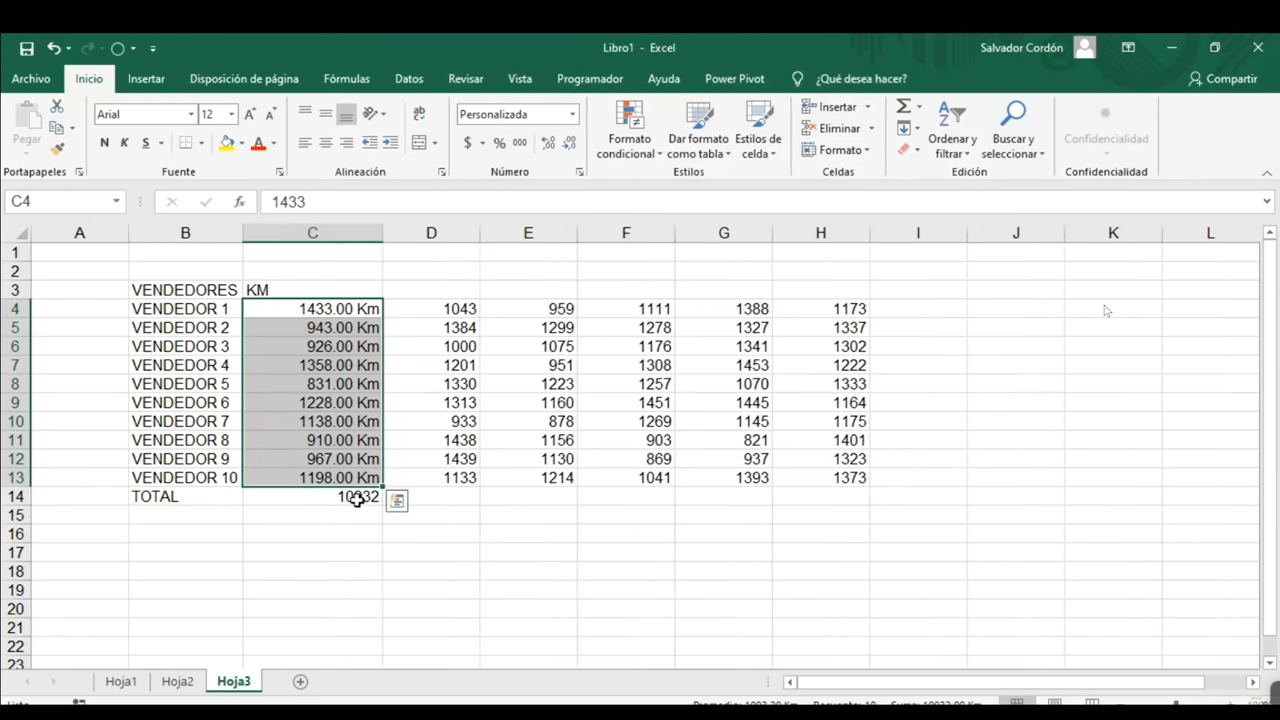 Libro1 - Excel
Salvador Cordón
Archivo Inicio Insertar Disposición de página Fórmulas Datos Revisar Vista Programador Ayuda Power Pivot ¿Qué desea hacer? Compartir
Pegar
Arial 12
N K S
Personalizada
$ % 000
Formato condicional
Dar formato como tabla
Estilos de celda
Insertar
Eliminar
Formato
Ordenar y filtrar
Buscar y seleccionar
Confidencialidad
Portapapeles Fuente Alineación Número Estilos Celdas Edición Confidencialidad
C4 fx 1433
A B C D E F G H I J K L
1
2
3 VENDEDORES KM
4 VENDEDOR 1 1433.00 Km 1043 959 1111 1388 1173
5 VENDEDOR 2 943.00 Km 1384 1299 1278 1327 1337
6 VENDEDOR 3 926.00 Km 1000 1075 1176 1341 1302
7 VENDEDOR 4 1358.00 Km 1201 951 1308 1453 1222
8 VENDEDOR 5 831.00 Km 1330 1223 1257 1070 1333
9 VENDEDOR 6 1228.00 Km 1313 1160 1451 1445 1164
10 VENDEDOR 7 1138.00 Km 933 878 1269 1145 1175
11 VENDEDOR 8 910.00 Km 1438 1156 903 821 1401
12 VENDEDOR 9 967.00 Km 1439 1130 869 937 1323
13 VENDEDOR 10 1198.00 Km 1133 1214 1041 1393 1373
14 TOTAL 10932
15
16
17
18
19
20
21
22
23
Hoja1 Hoja2 Hoja3